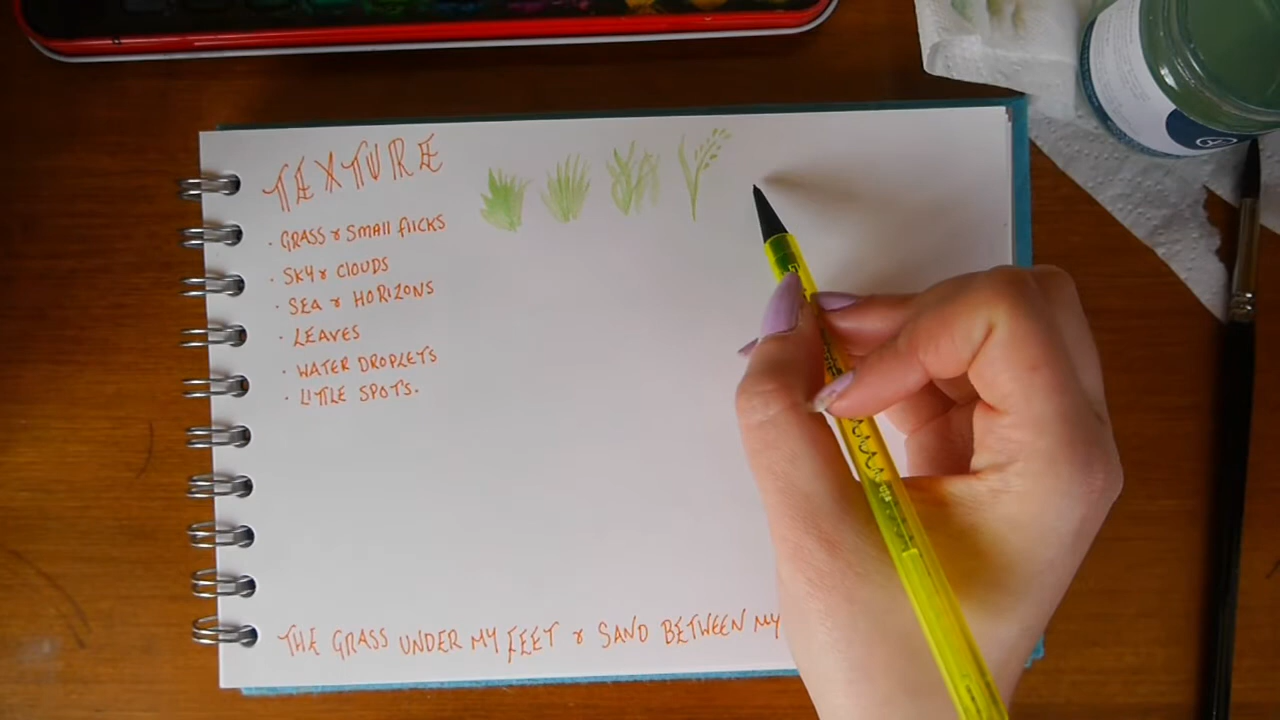 TEXTURE
· GRASS & SMALL FLICKS
· SKY & CLOUDS
· SEA & HORIZONS
· LEAVES
· WATER DROPLETS
· LITTLE SPOTS.
THE GRASS UNDER MY FEET & SAND BETWEEN MY